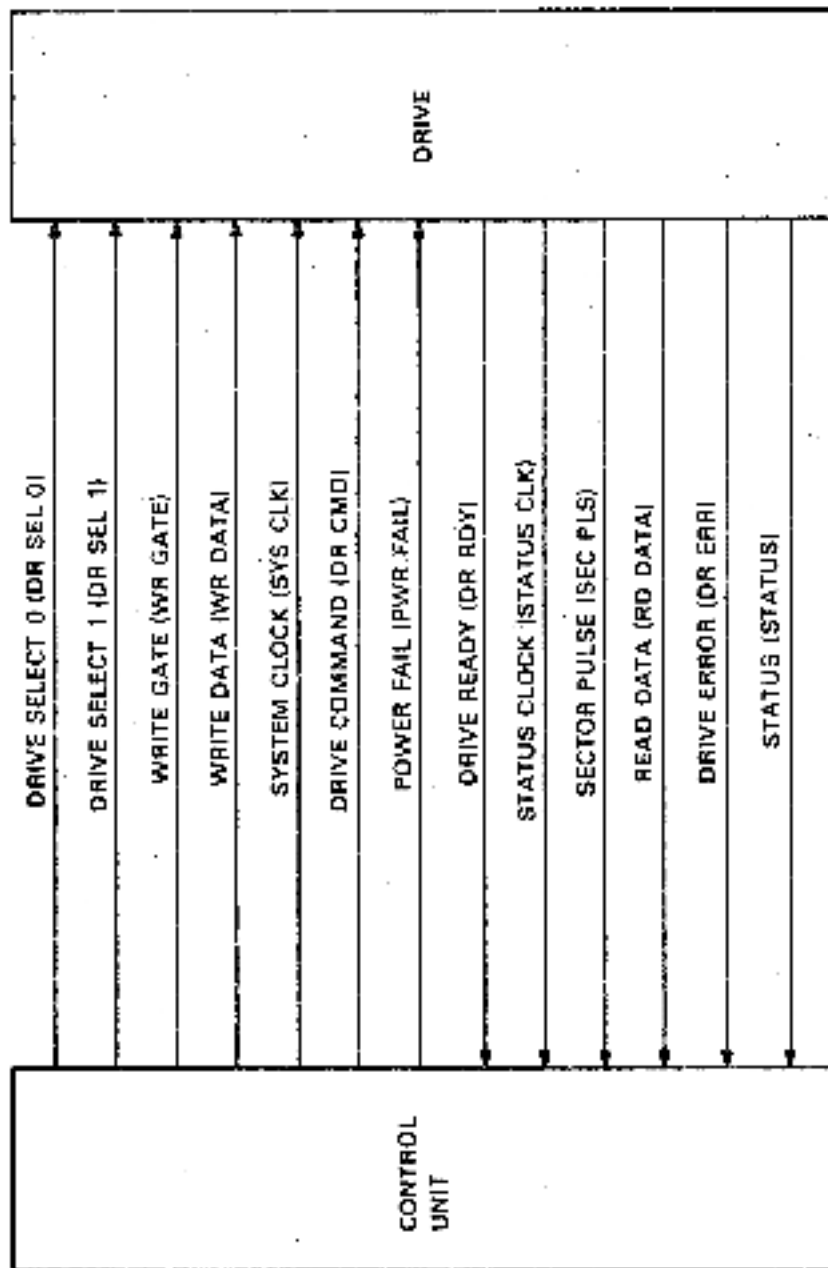 CONTROL
UNIT
DRIVE SELECT 0 (DR SEL 0)
DRIVE SELECT 1 (DR SEL 1)
WRITE GATE (WR GATE)
WRITE DATA (WR DATA)
SYSTEM CLOCK (SYS CLK)
DRIVE COMMAND (DR CMD)
POWER FAIL (PWR FAIL)
DRIVE READY (DR RDY)
STATUS CLOCK (STATUS CLK)
SECTOR PULSE (SEC PLS)
READ DATA (RD DATA)
DRIVE ERROR (DR ERR)
STATUS (STATUS)
DRIVE